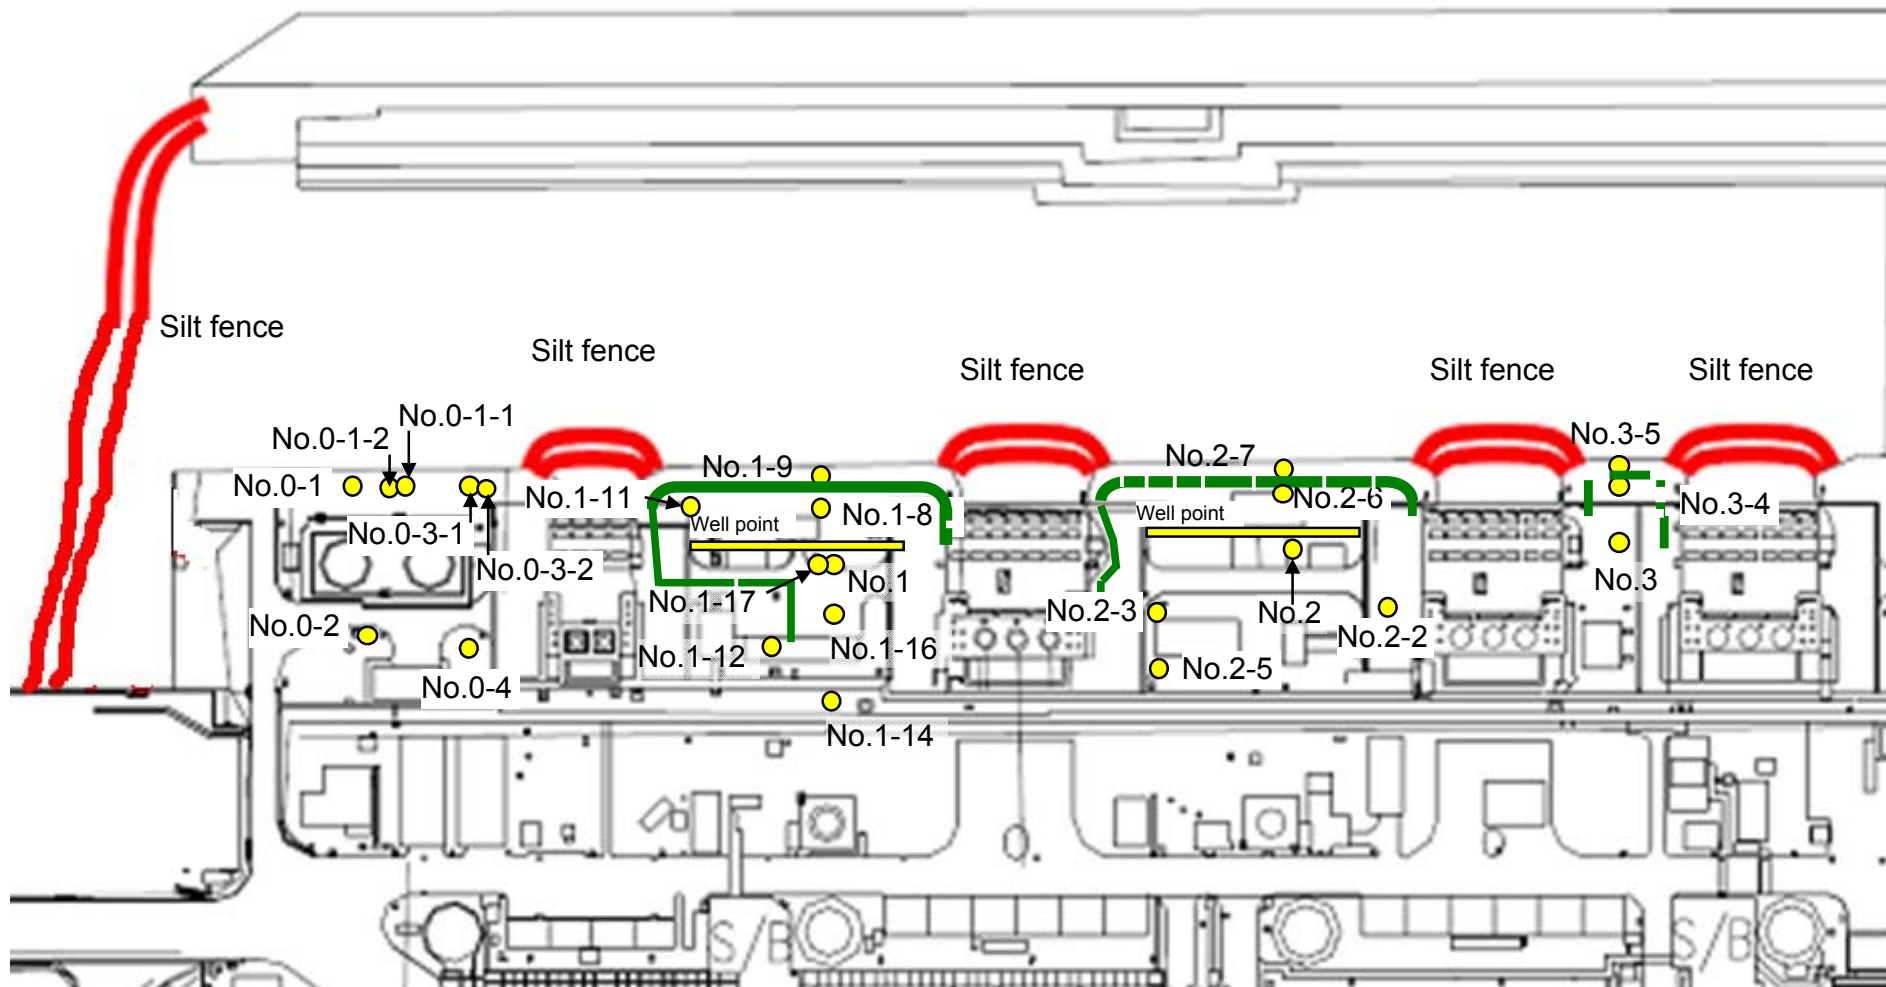 Silt fence
Silt fence
Silt fence
Silt fence
Silt fence
No.0-1-1
No.0-1-2
No.0-1
No.0-3-1
No.0-3-2
No.0-2
No.0-4
No.1-9
No.1-11
No.1-8
Well point
No.1
No.1-17
No.1-16
No.1-12
No.1-14
No.2-7
No.2-6
Well point
No.2-3
No.2
No.2-2
No.2-5
No.3-5
No.3-4
No.3
S/B
S/B